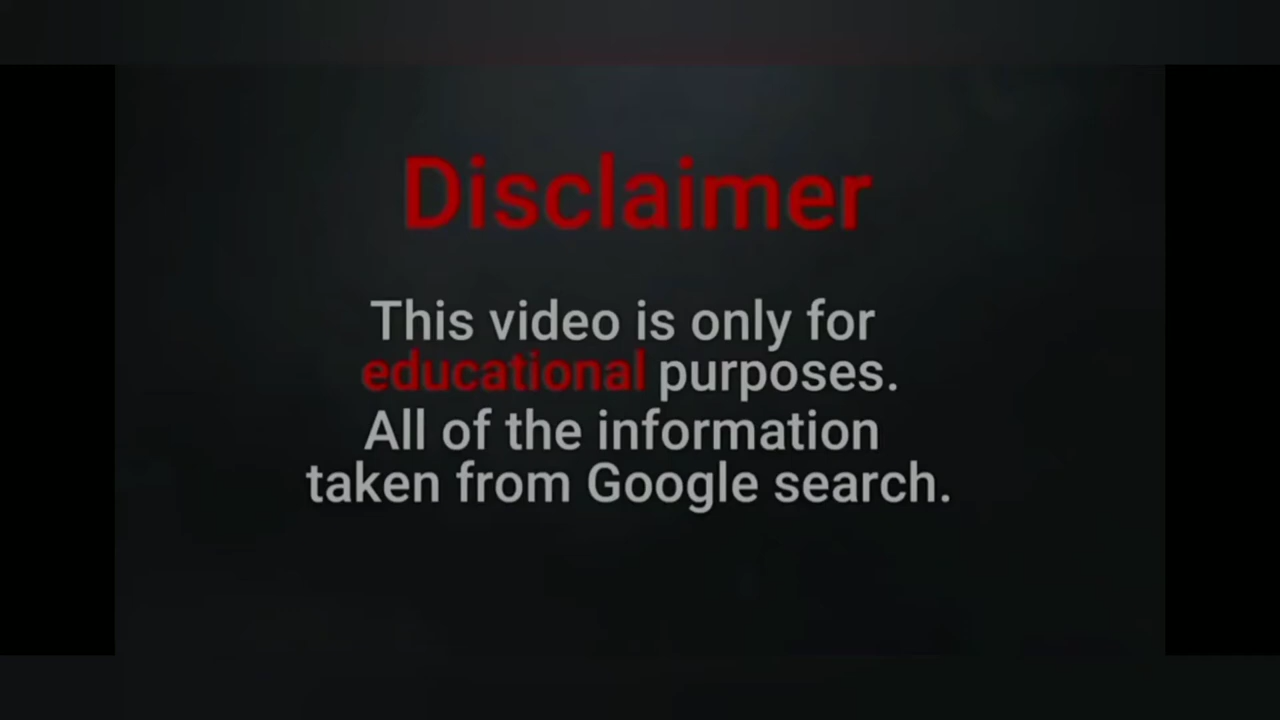 Disclaimer
This video is only for
educational purposes.
All of the information
taken from Google search.